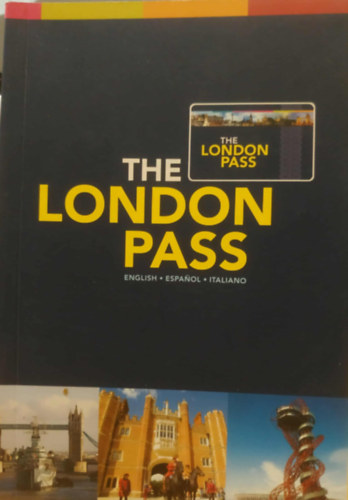 THE
LONDON
PASS
THE
LONDON
PASS
ENGLISH • ESPAÑOL • ITALIANO